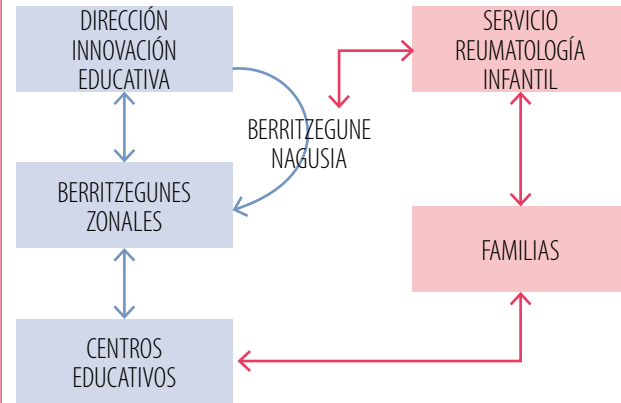 DIRECCIÓN
INNOVACIÓN
EDUCATIVA
SERVICIO
REUMATOLOGÍA
INFANTIL
BERRITZEGUNE
NAGUSIA
BERRITZEGUNES
ZONALES
FAMILIAS
CENTROS
EDUCATIVOS